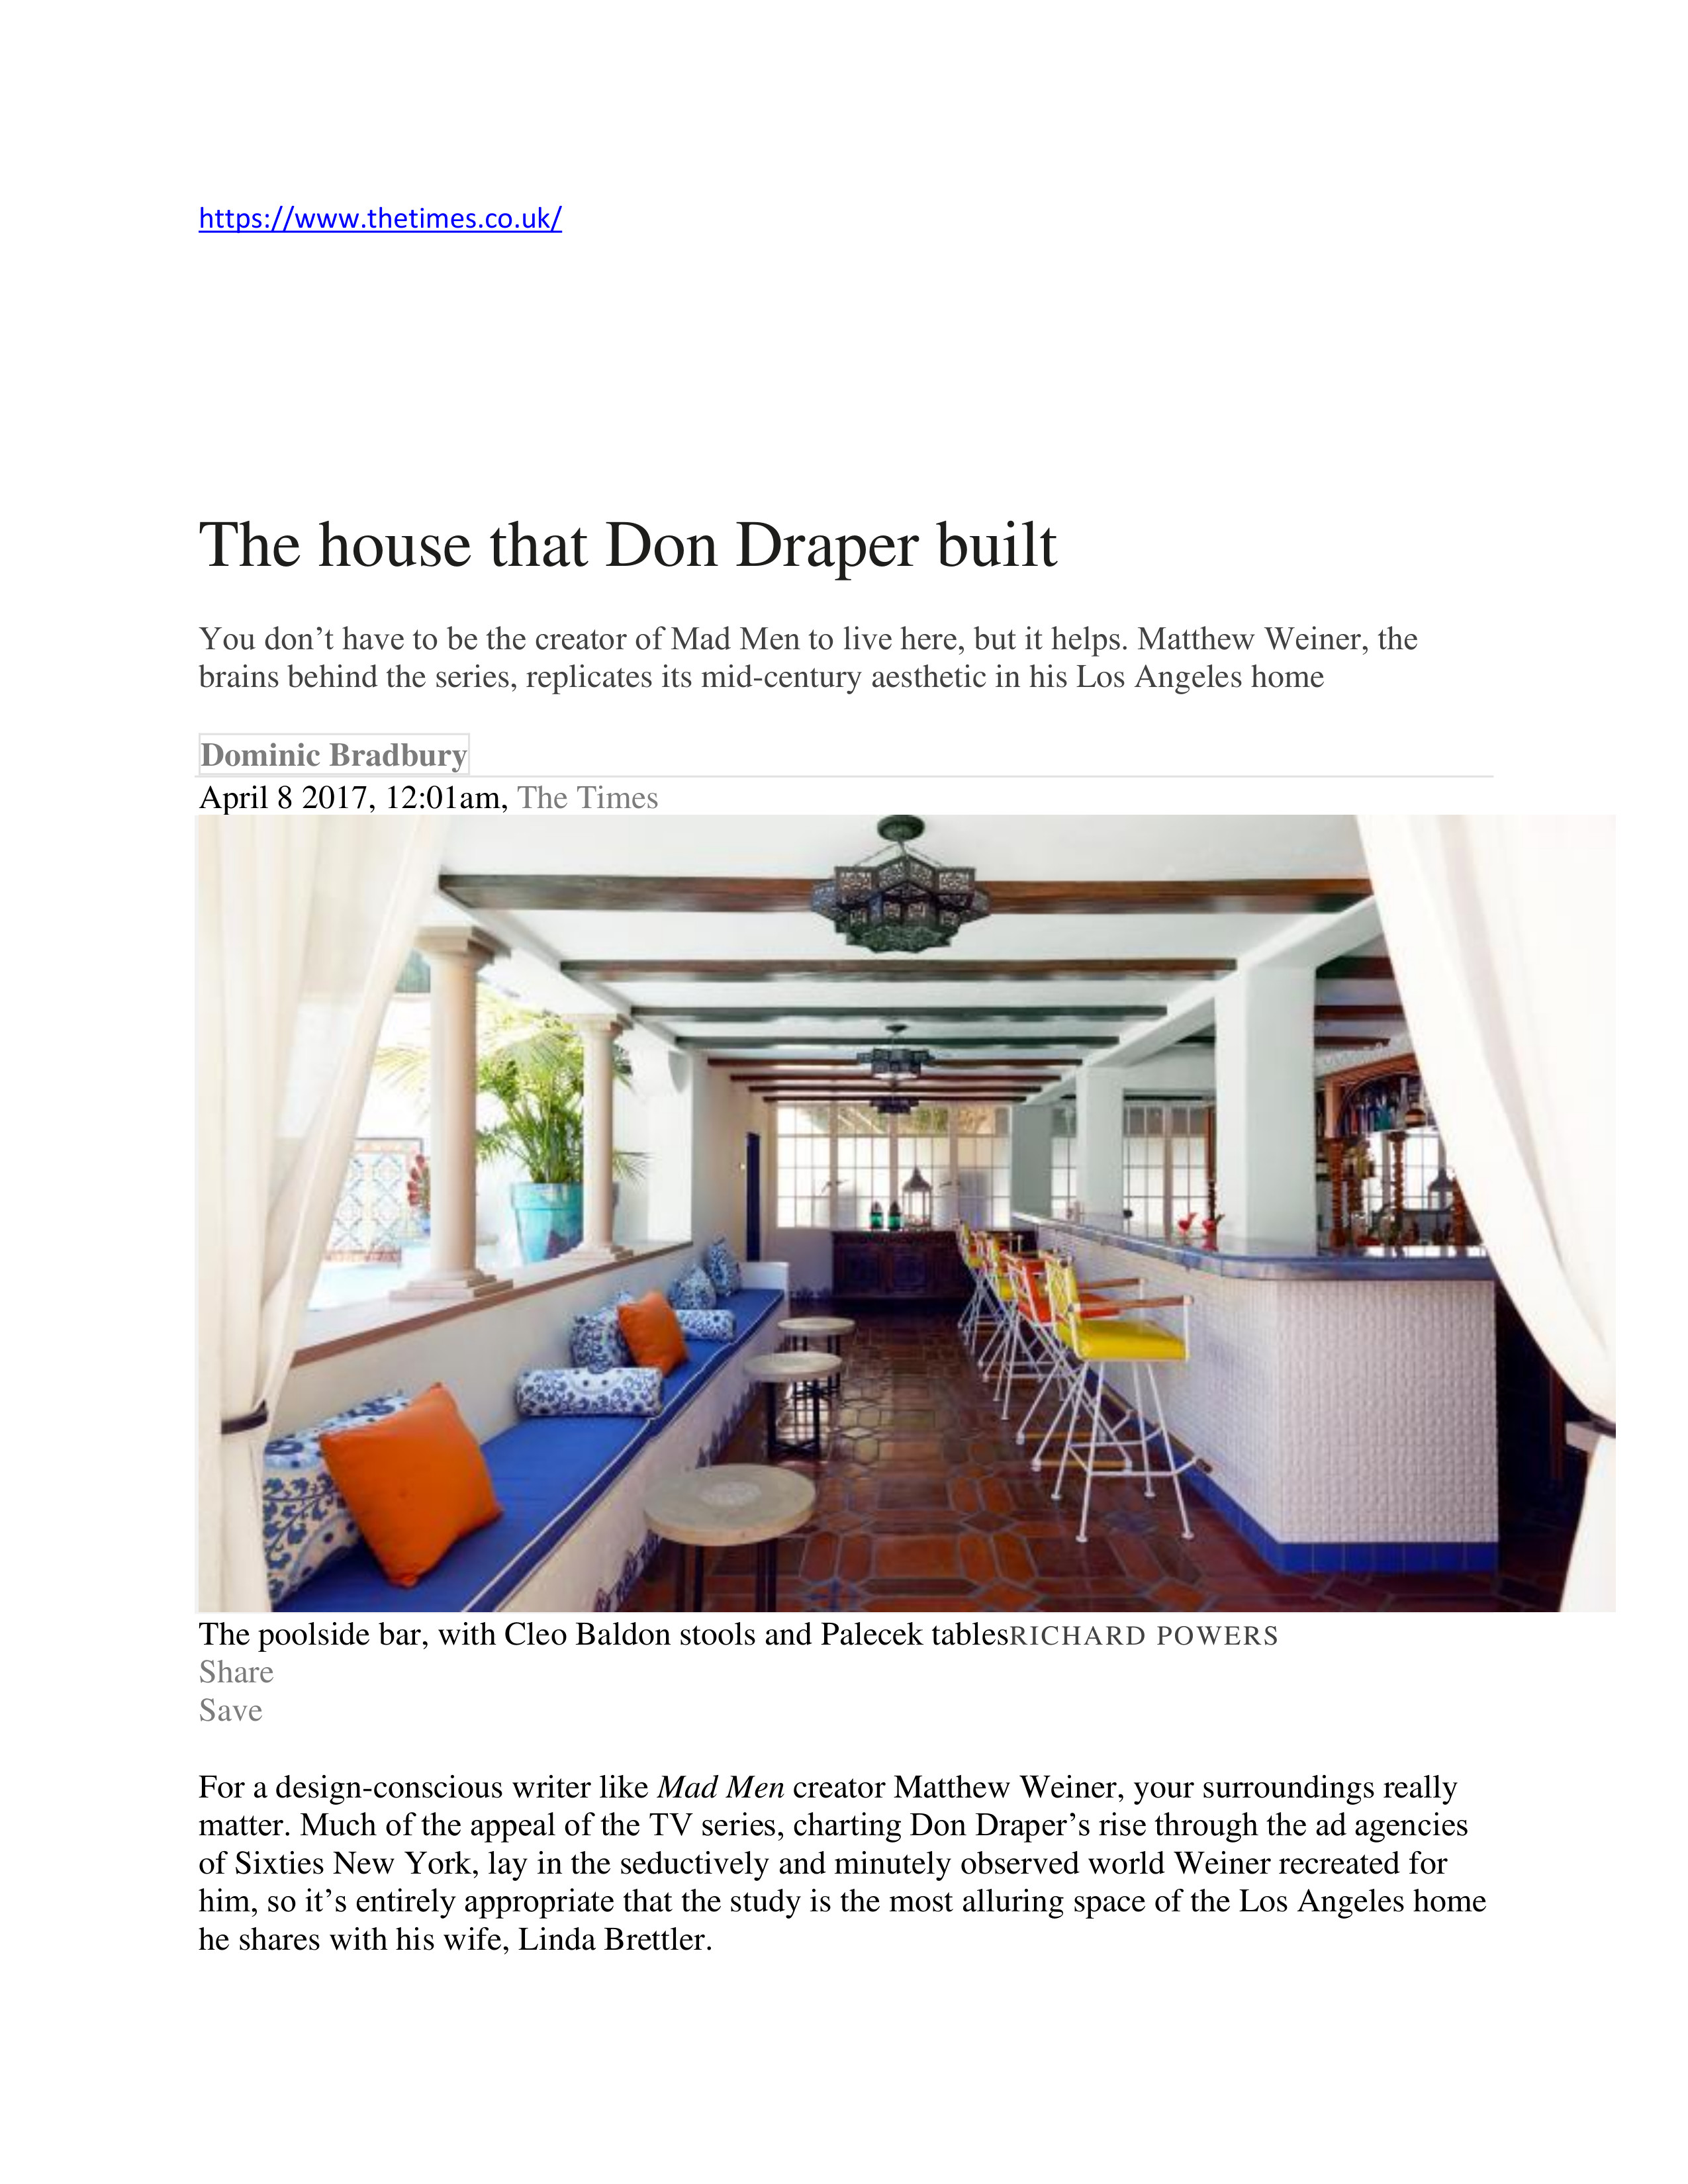 https://www.thetimes.co.uk/
The house that Don Draper built
You don’t have to be the creator of Mad Men to live here, but it helps. Matthew Weiner, the
brains behind the series, replicates its mid-century aesthetic in his Los Angeles home
Dominic Bradbury
April 8 2017, 12:01am, The Times
The poolside bar, with Cleo Baldon stools and Palecek tablesRICHARD POWERS
Share
Save
For a design-conscious writer like Mad Men creator Matthew Weiner, your surroundings really
matter. Much of the appeal of the TV series, charting Don Draper’s rise through the ad agencies
of Sixties New York, lay in the seductively and minutely observed world Weiner recreated for
him, so it’s entirely appropriate that the study is the most alluring space of the Los Angeles home
he shares with his wife, Linda Brettler.